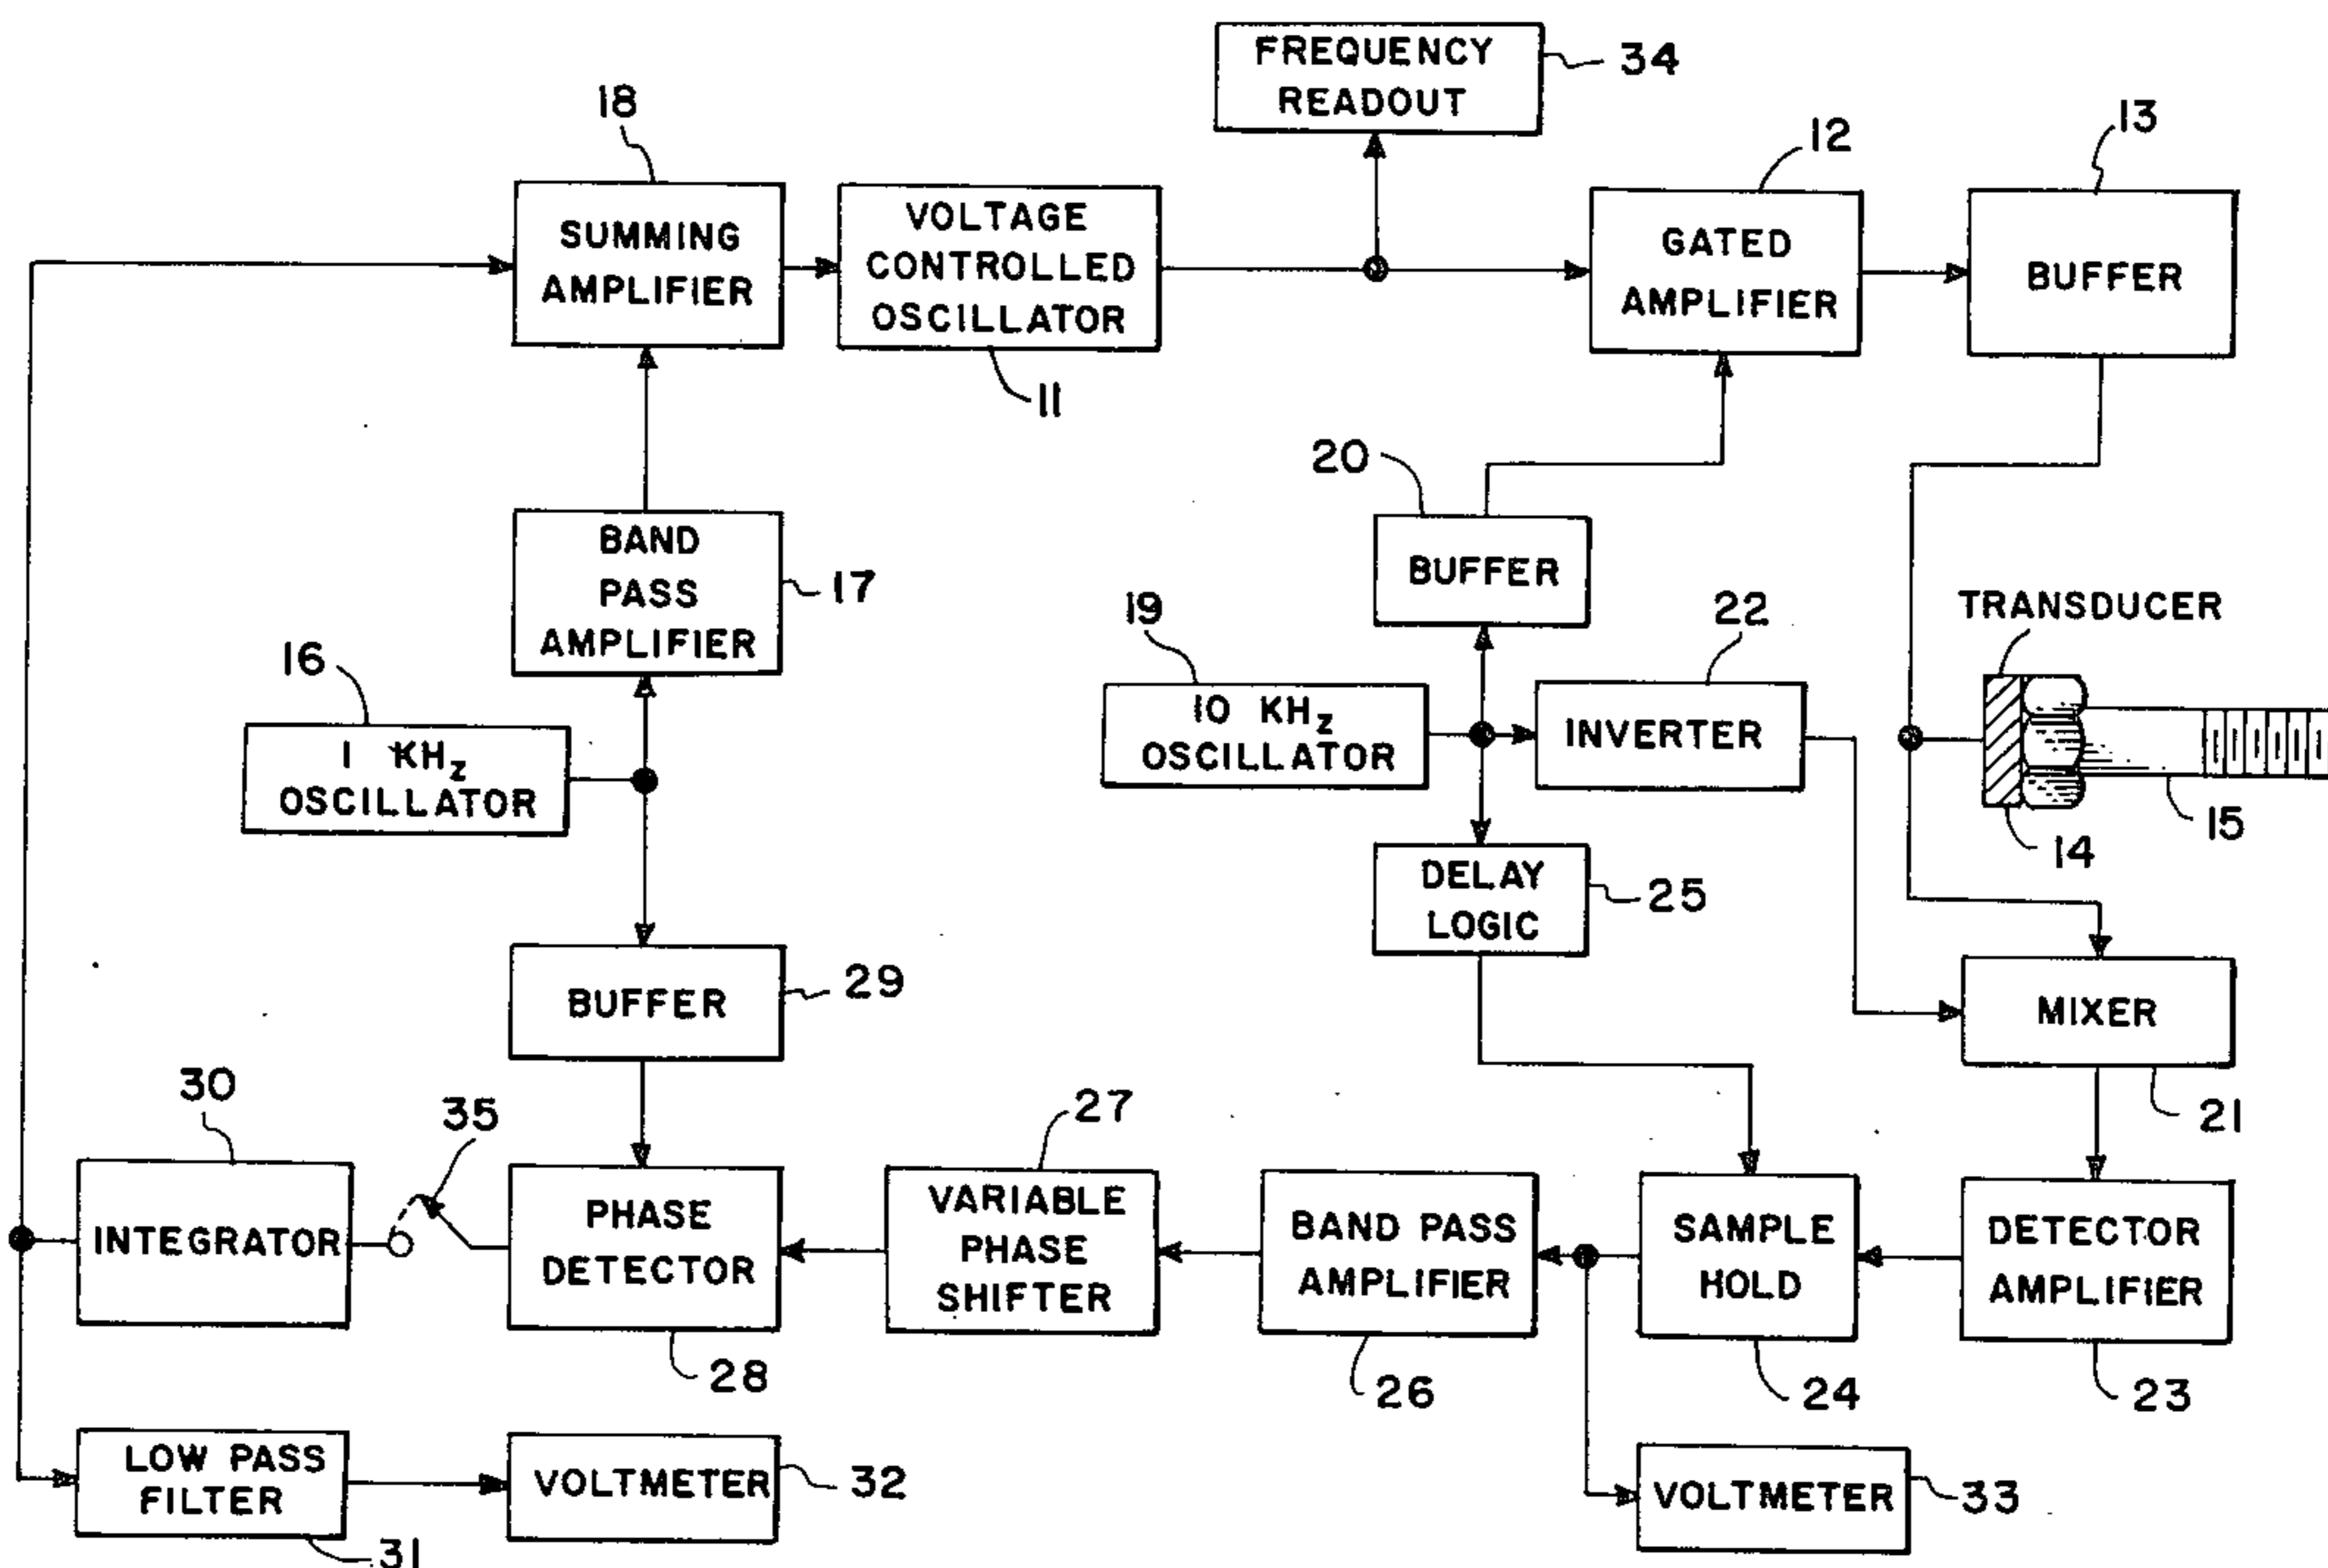 FREQUENCY
READOUT
34
18
12
13
SUMMING
AMPLIFIER
VOLTAGE
CONTROLLED
OSCILLATOR
11
GATED
AMPLIFIER
BUFFER
20
BUFFER
BAND
PASS
AMPLIFIER
17
16
1 KHz
OSCILLATOR
19
10 KHz
OSCILLATOR
22
INVERTER
TRANSDUCER
14
15
DELAY
LOGIC
25
BUFFER
29
MIXER
21
30
INTEGRATOR
35
PHASE
DETECTOR
28
27
VARIABLE
PHASE
SHIFTER
BAND PASS
AMPLIFIER
26
SAMPLE
HOLD
24
DETECTOR
AMPLIFIER
23
LOW PASS
FILTER
31
VOLTMETER
32
VOLTMETER
33